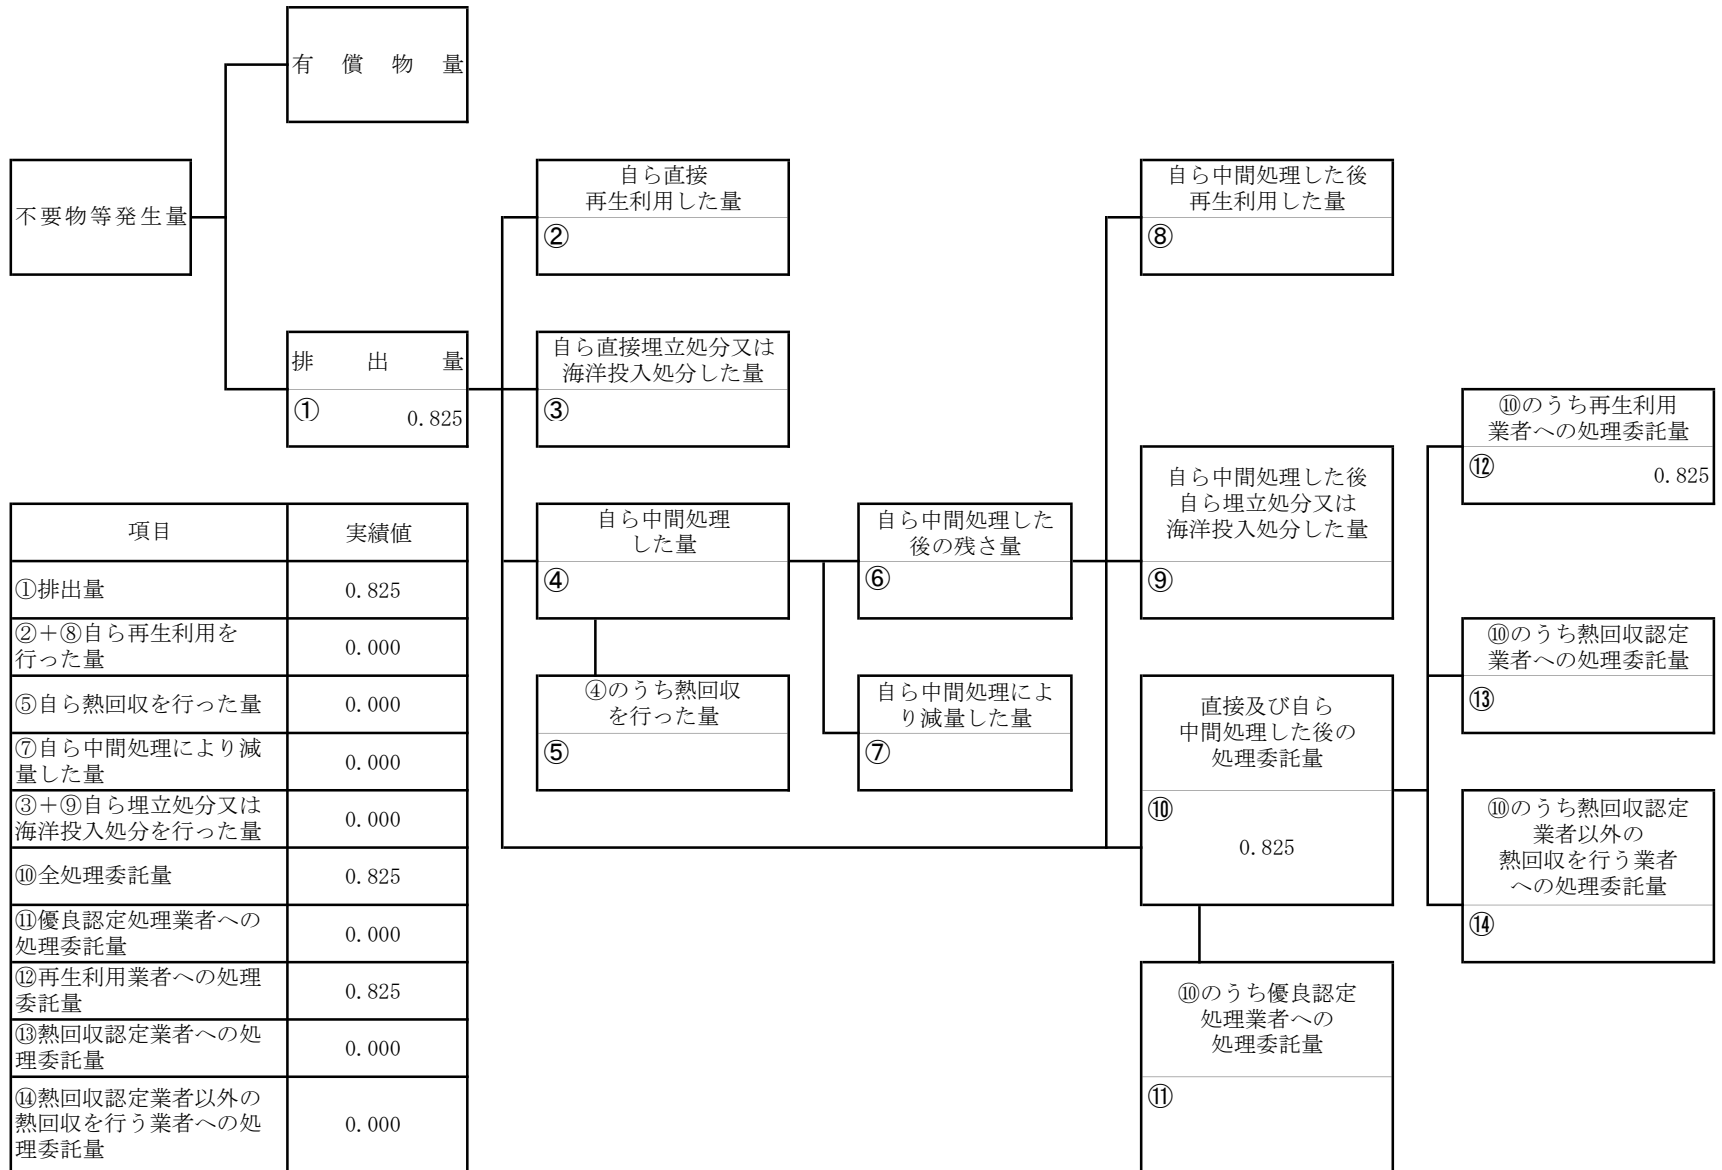 有償物量
不要物等発生量
排出量
①
0.825
自ら直接
再生利用した量
②
自ら直接埋立処分又は
海洋投入処分した量
③
自ら中間処理
した量
④
④のうち熱回収
を行った量
⑤
自ら中間処理した
後の残さ量
⑥
自ら中間処理によ
り減量した量
⑦
自ら中間処理した後
再生利用した量
⑧
自ら中間処理した後
自ら埋立処分又は
海洋投入処分した量
⑨
直接及び自ら
中間処理した後の
処理委託量
⑩
0.825
⑩のうち優良認定
処理業者への
処理委託量
⑪
⑩のうち再生利用
業者への処理委託量
⑫
0.825
⑩のうち熱回収認定
業者への処理委託量
⑬
⑩のうち熱回収認定
業者以外の
熱回収を行う業者
への処理委託量
⑭
項目 実績値
①排出量 0.825
②+⑧自ら再生利用を
行った量 0.000
⑤自ら熱回収を行った量 0.000
⑦自ら中間処理により減
量した量 0.000
③+⑨自ら埋立処分又は
海洋投入処分を行った量 0.000
⑩全処理委託量 0.825
⑪優良認定処理業者への
処理委託量 0.000
⑫再生利用業者への処理
委託量 0.825
⑬熱回収認定業者への処
理委託量 0.000
⑭熱回収認定業者以外の
熱回収を行う業者への処
理委託量 0.000